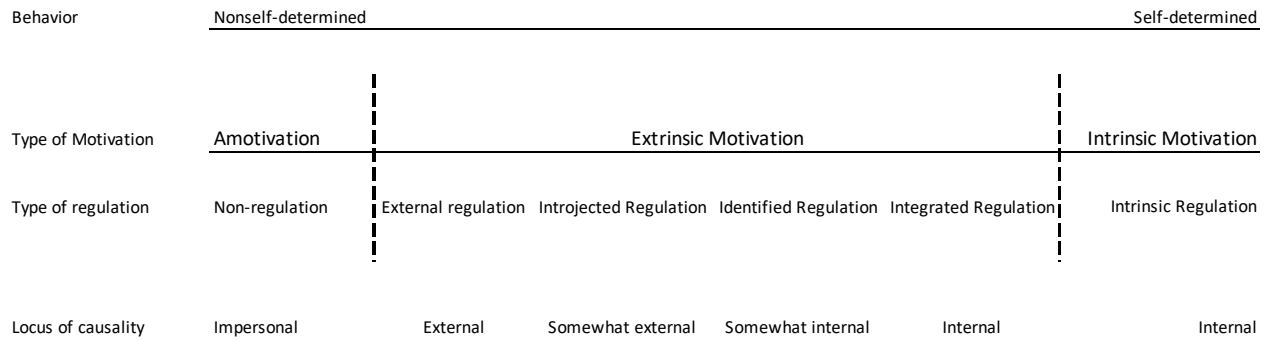 Behavior Nonself-determined Self-determined
Type of Motivation Amotivation Extrinsic Motivation Intrinsic Motivation
Type of regulation Non-regulation External regulation Introjected Regulation Identified Regulation Integrated Regulation Intrinsic Regulation
Locus of causality Impersonal External Somewhat external Somewhat internal Internal Internal